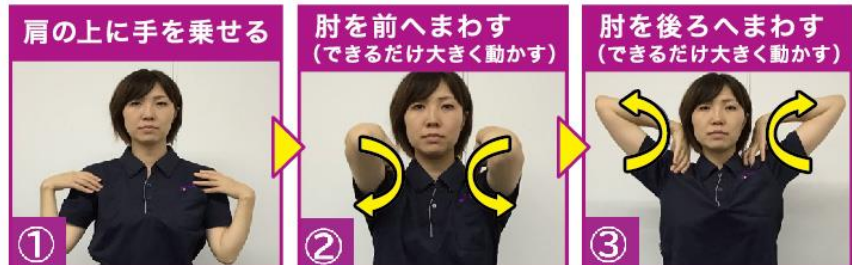 肩の上に手を乗せる
①
肘を前へまわす
（できるだけ大きく動かす）
②
肘を後ろへまわす
（できるだけ大きく動かす）
③